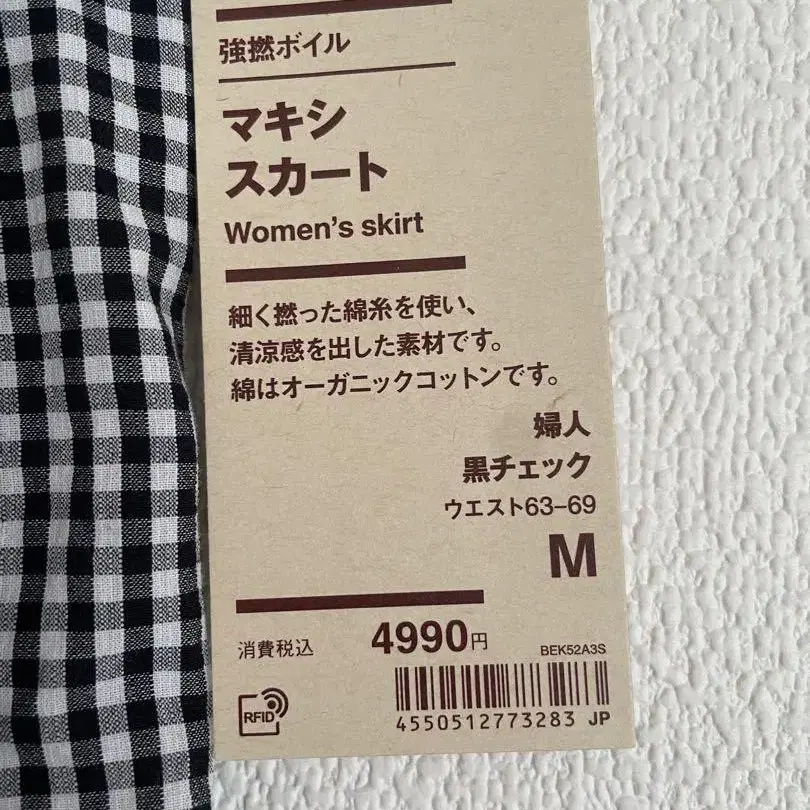 強撚ボイル
マキシ
スカート
Women's skirt
細く撚った綿糸を使い、
清涼感を出した素材です。
綿はオーガニックコットンです。
婦人
黒チェック
ウエスト63-69
M
消費税込 4990円
BEK52A3S
RFID
4550512773283 JP